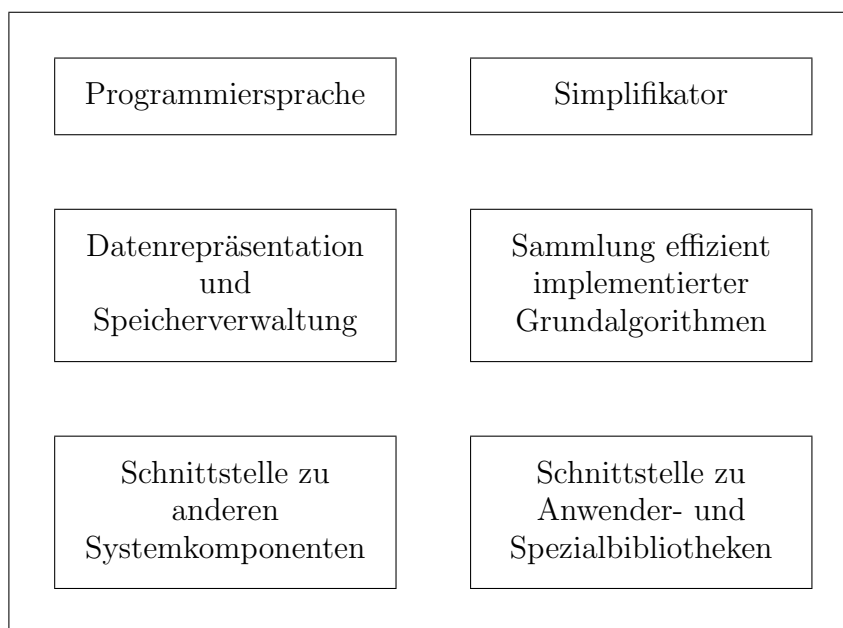 Programmiersprache
Simplifikator
Datenrepräsentation
und
Speicherverwaltung
Sammlung effizient
implementierter
Grundalgorithmen
Schnittstelle zu
anderen
Systemkomponenten
Schnittstelle zu
Anwender- und
Spezialbibliotheken